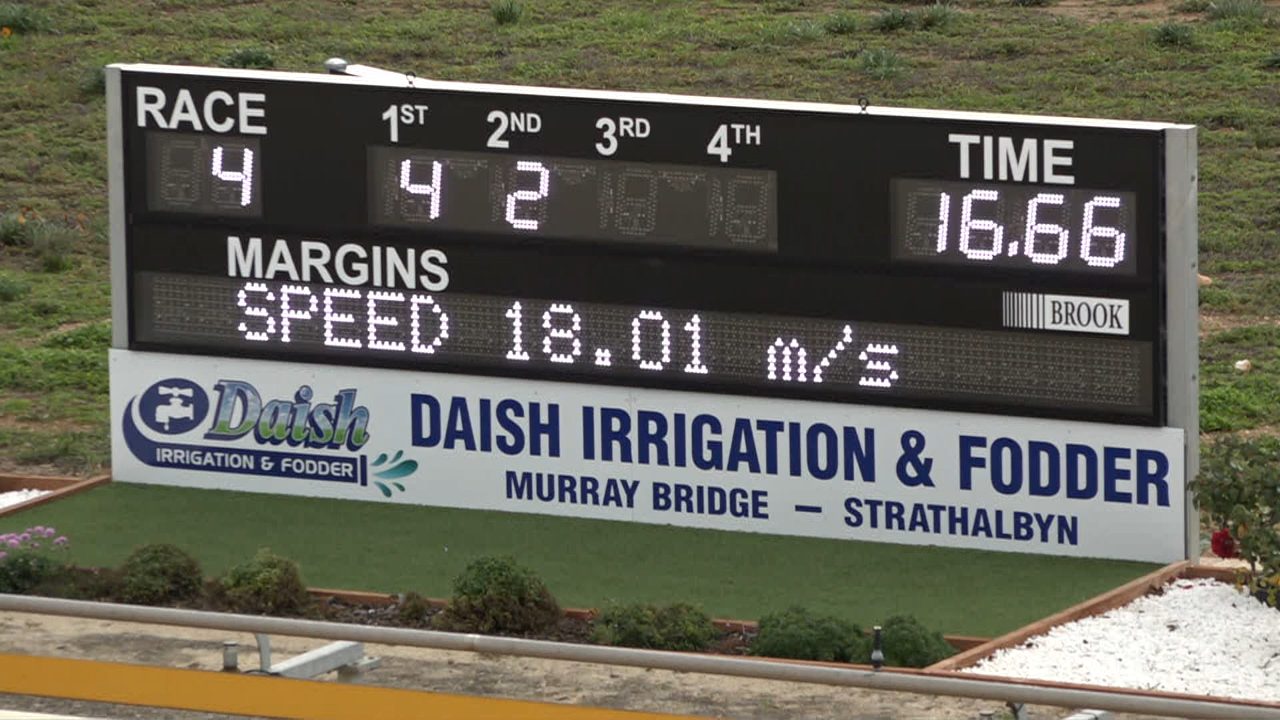 RACE 1ST 2ND 3RD 4TH TIME
4 4 2 16.66
MARGINS
SPEED 18.01 m/s
BROOK
Daish
IRRIGATION & FODDER
DAISH IRRIGATION & FODDER
MURRAY BRIDGE – STRATHALBYN